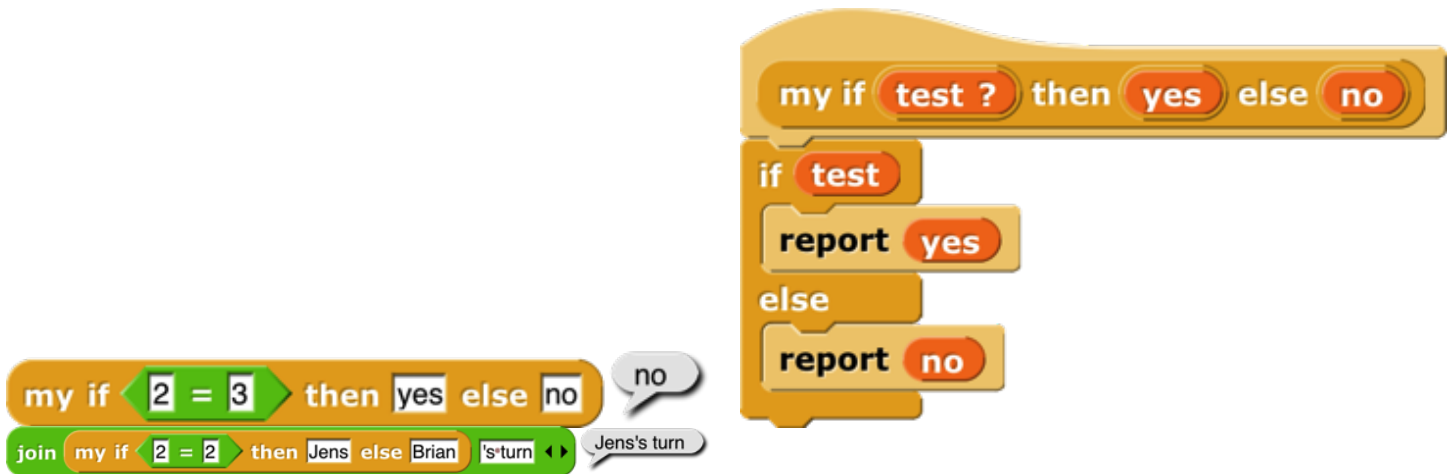 my if test ? then yes else no
if test
report yes
else
report no
my if 2 = 3 then yes else no no
join my if 2 = 2 then Jens else Brian 's•turn Jens's turn